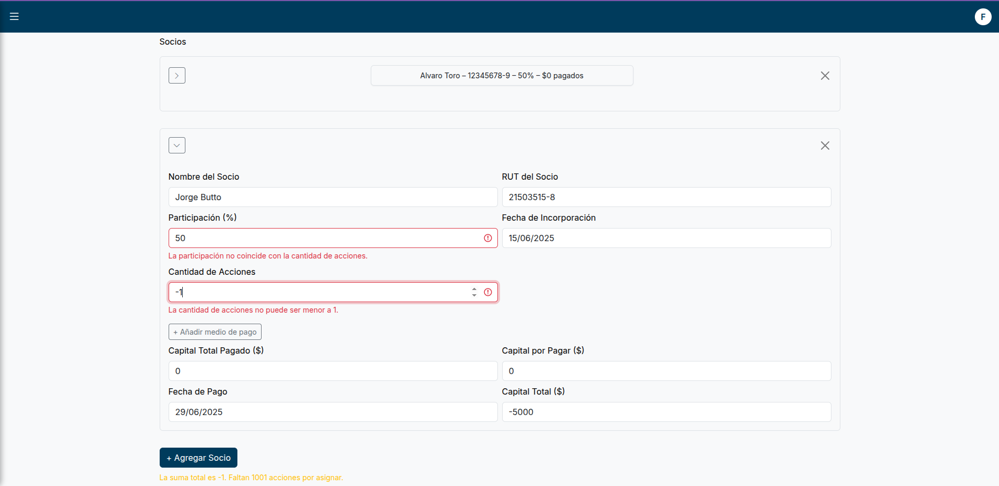 F
Socios
Alvaro Toro – 12345678-9 – 50% – $0 pagados
Nombre del Socio
RUT del Socio
Jorge Butto
21503515-8
Participación (%)
Fecha de Incorporación
50
15/06/2025
La participación no coincide con la cantidad de acciones.
Cantidad de Acciones
-1
La cantidad de acciones no puede ser menor a 1.
+ Añadir medio de pago
Capital Total Pagado ($)
Capital por Pagar ($)
0
0
Fecha de Pago
Capital Total ($)
29/06/2025
-5000
+ Agregar Socio
La suma total es -1. Faltan 1001 acciones por asignar.